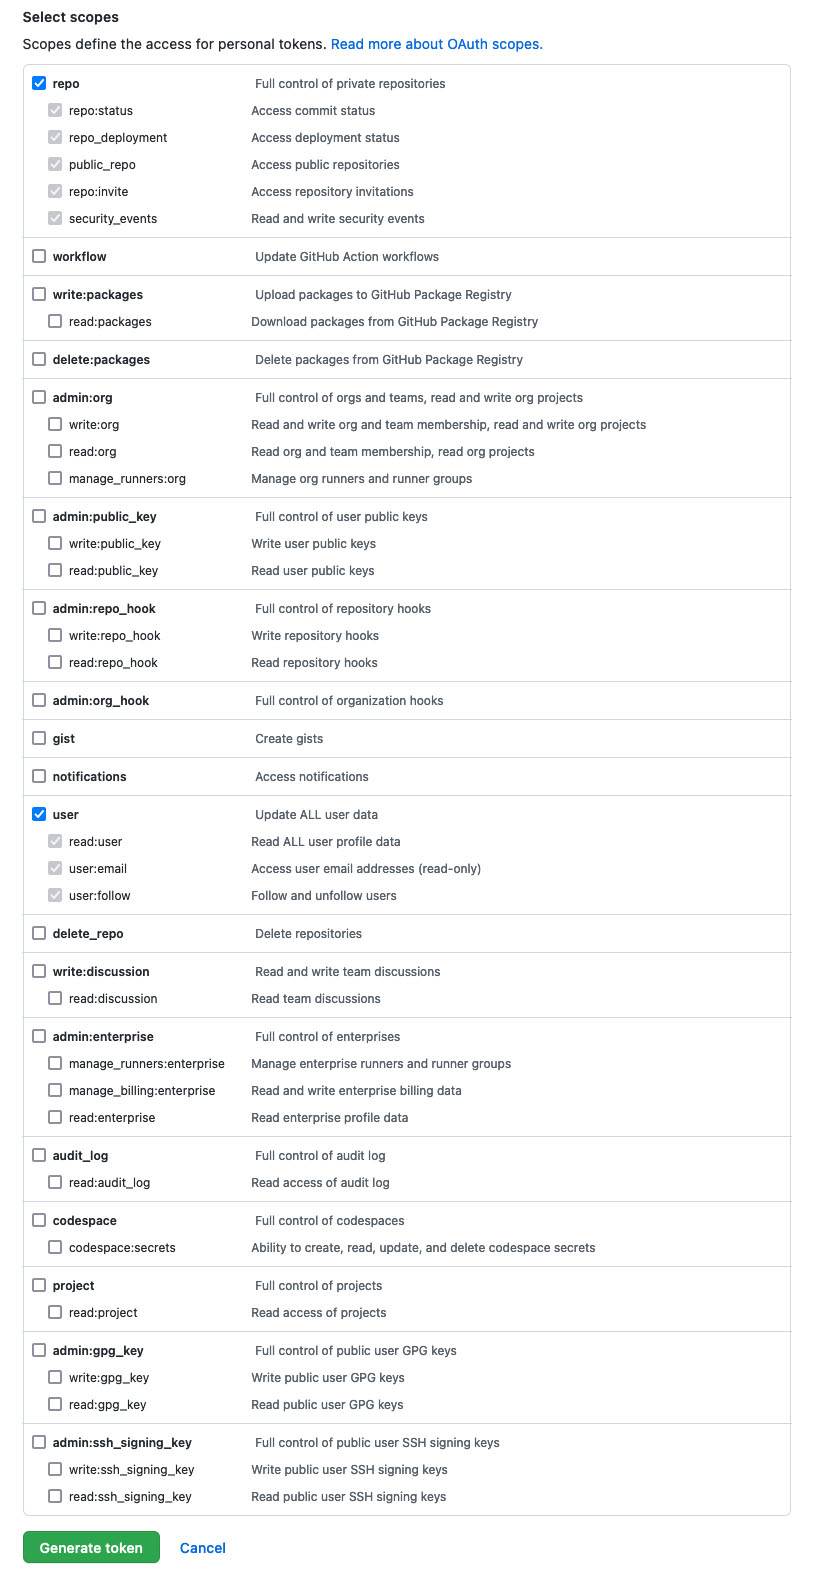 Select scopes
Scopes define the access for personal tokens. Read more about OAuth scopes.
repo Full control of private repositories
repo:status Access commit status
repo_deployment Access deployment status
public_repo Access public repositories
repo:invite Access repository invitations
security_events Read and write security events
workflow Update GitHub Action workflows
write:packages Upload packages to GitHub Package Registry
read:packages Download packages from GitHub Package Registry
delete:packages Delete packages from GitHub Package Registry
admin:org Full control of orgs and teams, read and write org projects
write:org Read and write org and team membership, read and write org projects
read:org Read org and team membership, read org projects
manage_runners:org Manage org runners and runner groups
admin:public_key Full control of user public keys
write:public_key Write user public keys
read:public_key Read user public keys
admin:repo_hook Full control of repository hooks
write:repo_hook Write repository hooks
read:repo_hook Read repository hooks
admin:org_hook Full control of organization hooks
gist Create gists
notifications Access notifications
user Update ALL user data
read:user Read ALL user profile data
user:email Access user email addresses (read-only)
user:follow Follow and unfollow users
delete_repo Delete repositories
write:discussion Read and write team discussions
read:discussion Read team discussions
admin:enterprise Full control of enterprises
manage_runners:enterprise Manage enterprise runners and runner groups
manage_billing:enterprise Read and write enterprise billing data
read:enterprise Read enterprise profile data
audit_log Full control of audit log
read:audit_log Read access of audit log
codespace Full control of codespaces
codespace:secrets Ability to create, read, update, and delete codespace secrets
project Full control of projects
read:project Read access of projects
admin:gpg_key Full control of public user GPG keys
write:gpg_key Write public user GPG keys
read:gpg_key Read public user GPG keys
admin:ssh_signing_key Full control of public user SSH signing keys
write:ssh_signing_key Write public user SSH signing keys
read:ssh_signing_key Read public user SSH signing keys
Generate token Cancel